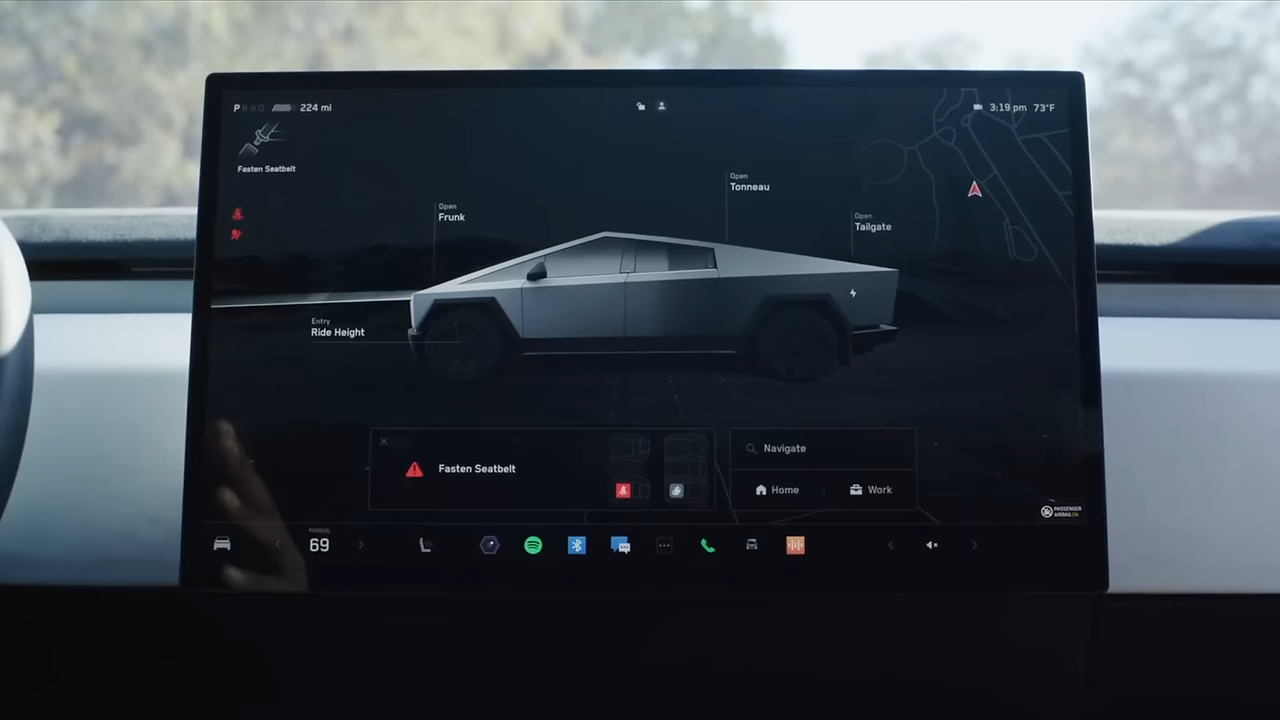 P R N D 224 mi
3:19 pm 73°F
Fasten Seatbelt
Open
Tonneau
Open
Frunk
Open
Tailgate
Entry
Ride Height
Fasten Seatbelt
Navigate
Home
Work
PASSENGER
AIRBAG ON
MANUAL
69